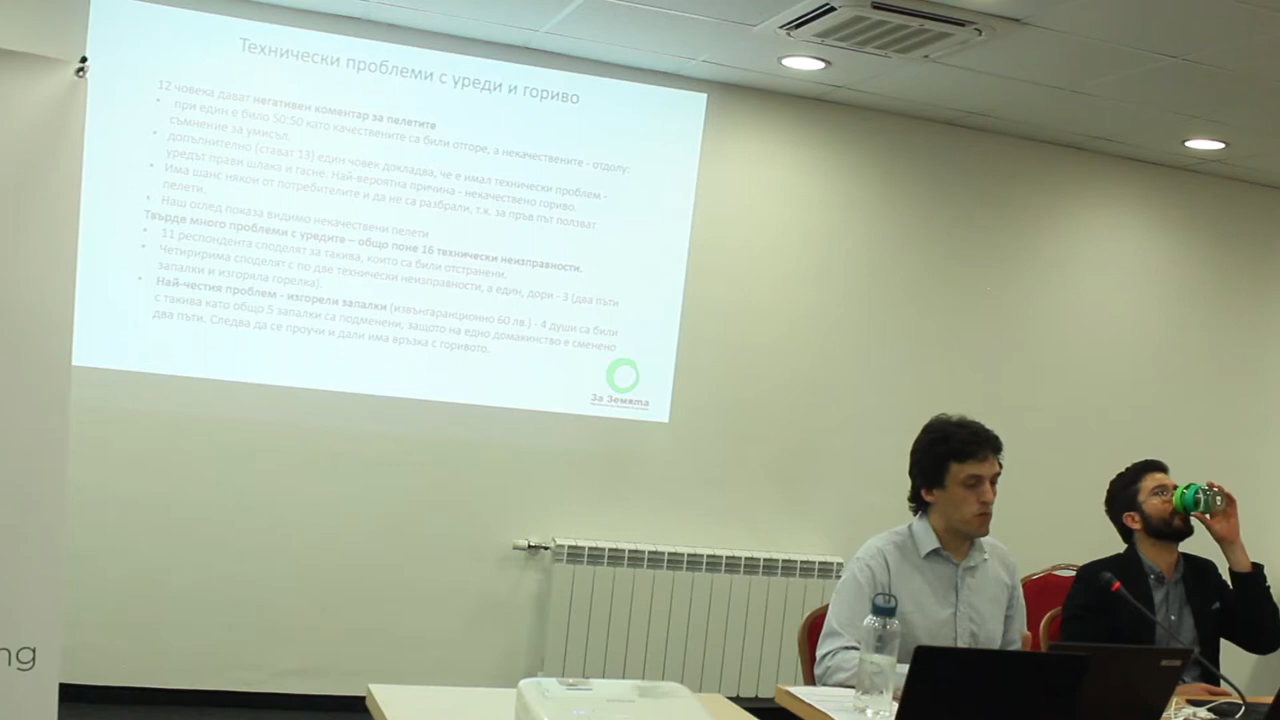 Технически проблеми с уреди и гориво
12 човека дават негативен коментар за пелетите
• при един е било 50:50 като качествените са били отгоре, а некачествените - отдолу:
съмнение за умисъл.
• допълнително (стават 13) един човек докладва, че е имал технически проблем -
уредът прави шлака и гасне. Най-вероятна причина - некачествено гориво.
• Има шанс някои от потребителите и да не са разбрали, т.к. за пръв път ползват
пелети.
• Наш оглед показа видимо некачествени пелети
Твърде много проблеми с уредите – общо поне 16 технически неизправности.
• 11 респондента споделят за такива, които са били отстранени.
• Четиририма споделят с по две технически неизправности, а един, дори - 3 (два пъти
запалки и изгоряла горелка).
• Най-честия проблем - изгорели запалки (извънгаранционно 60 лв.) - 4 души са били
с такива като общо 5 запалки са подменени, защото на едно домакинство е сменено
два пъти. Следва да се проучи и дали има връзка с горивото.
За Земята
ng